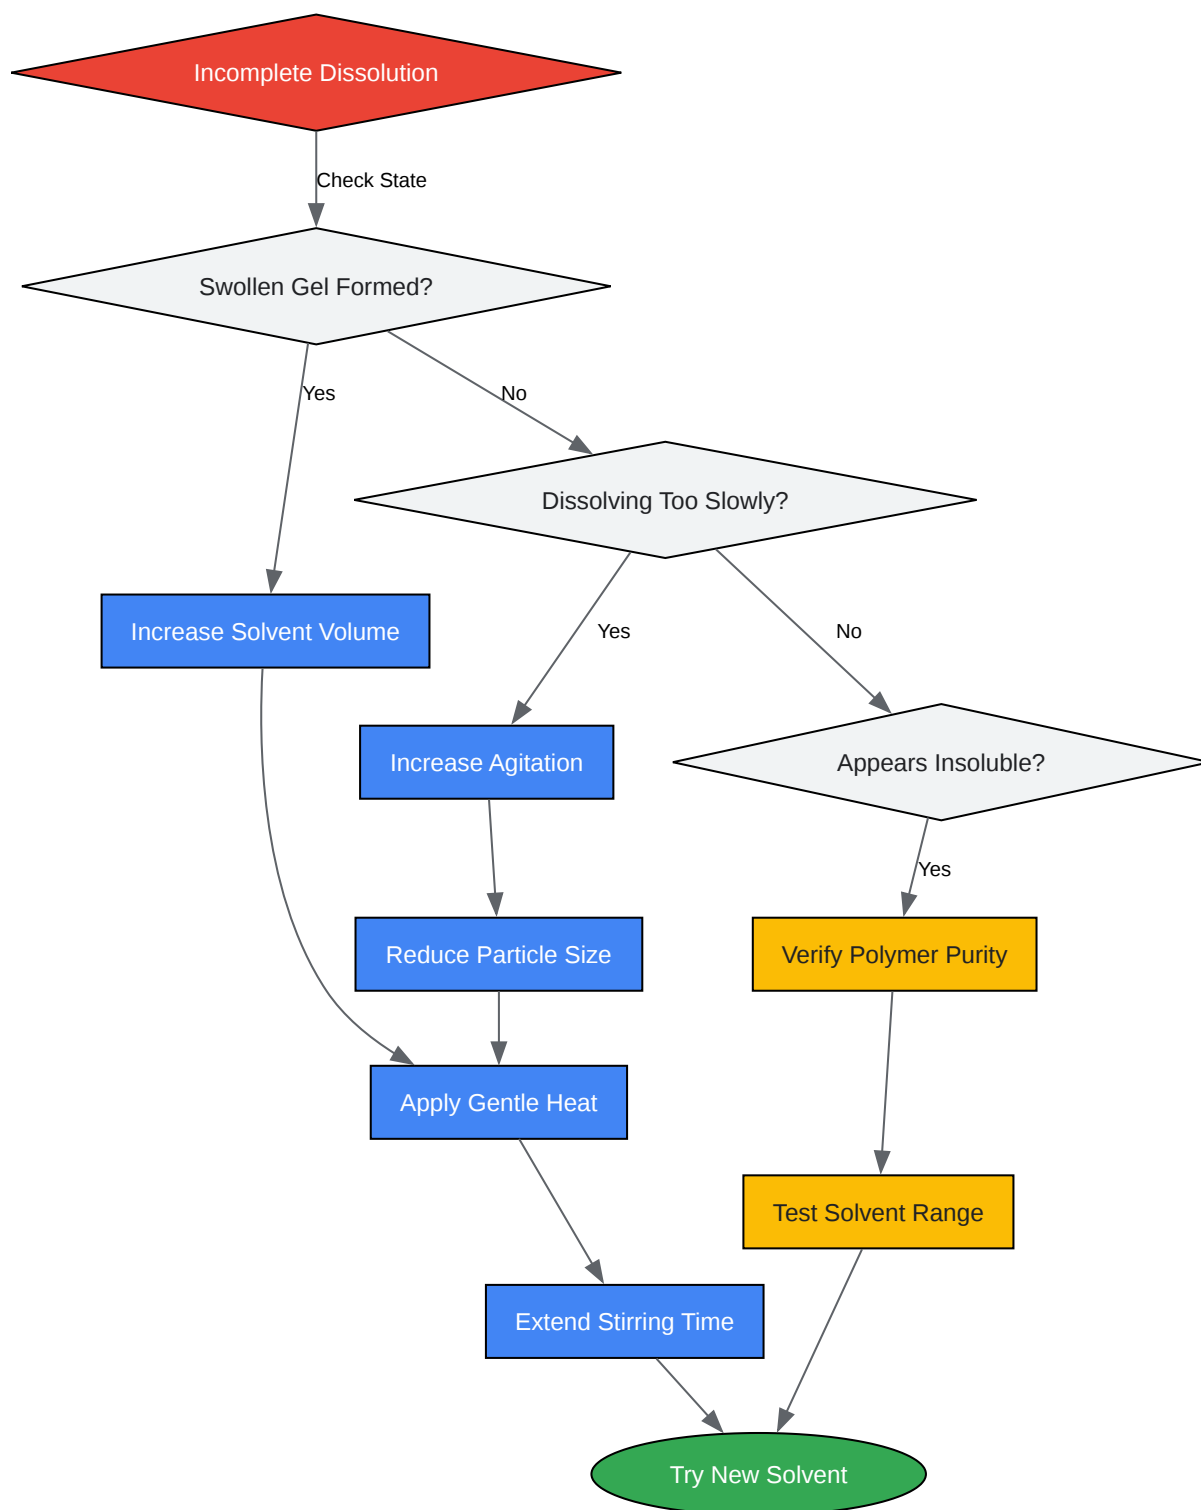 Incomplete Dissolution
Check State
Swollen Gel Formed?
Yes
No
Dissolving Too Slowly?
Increase Solvent Volume
Yes
No
Increase Agitation
Appears Insoluble?
Yes
Reduce Particle Size
Verify Polymer Purity
Apply Gentle Heat
Test Solvent Range
Extend Stirring Time
Try New Solvent